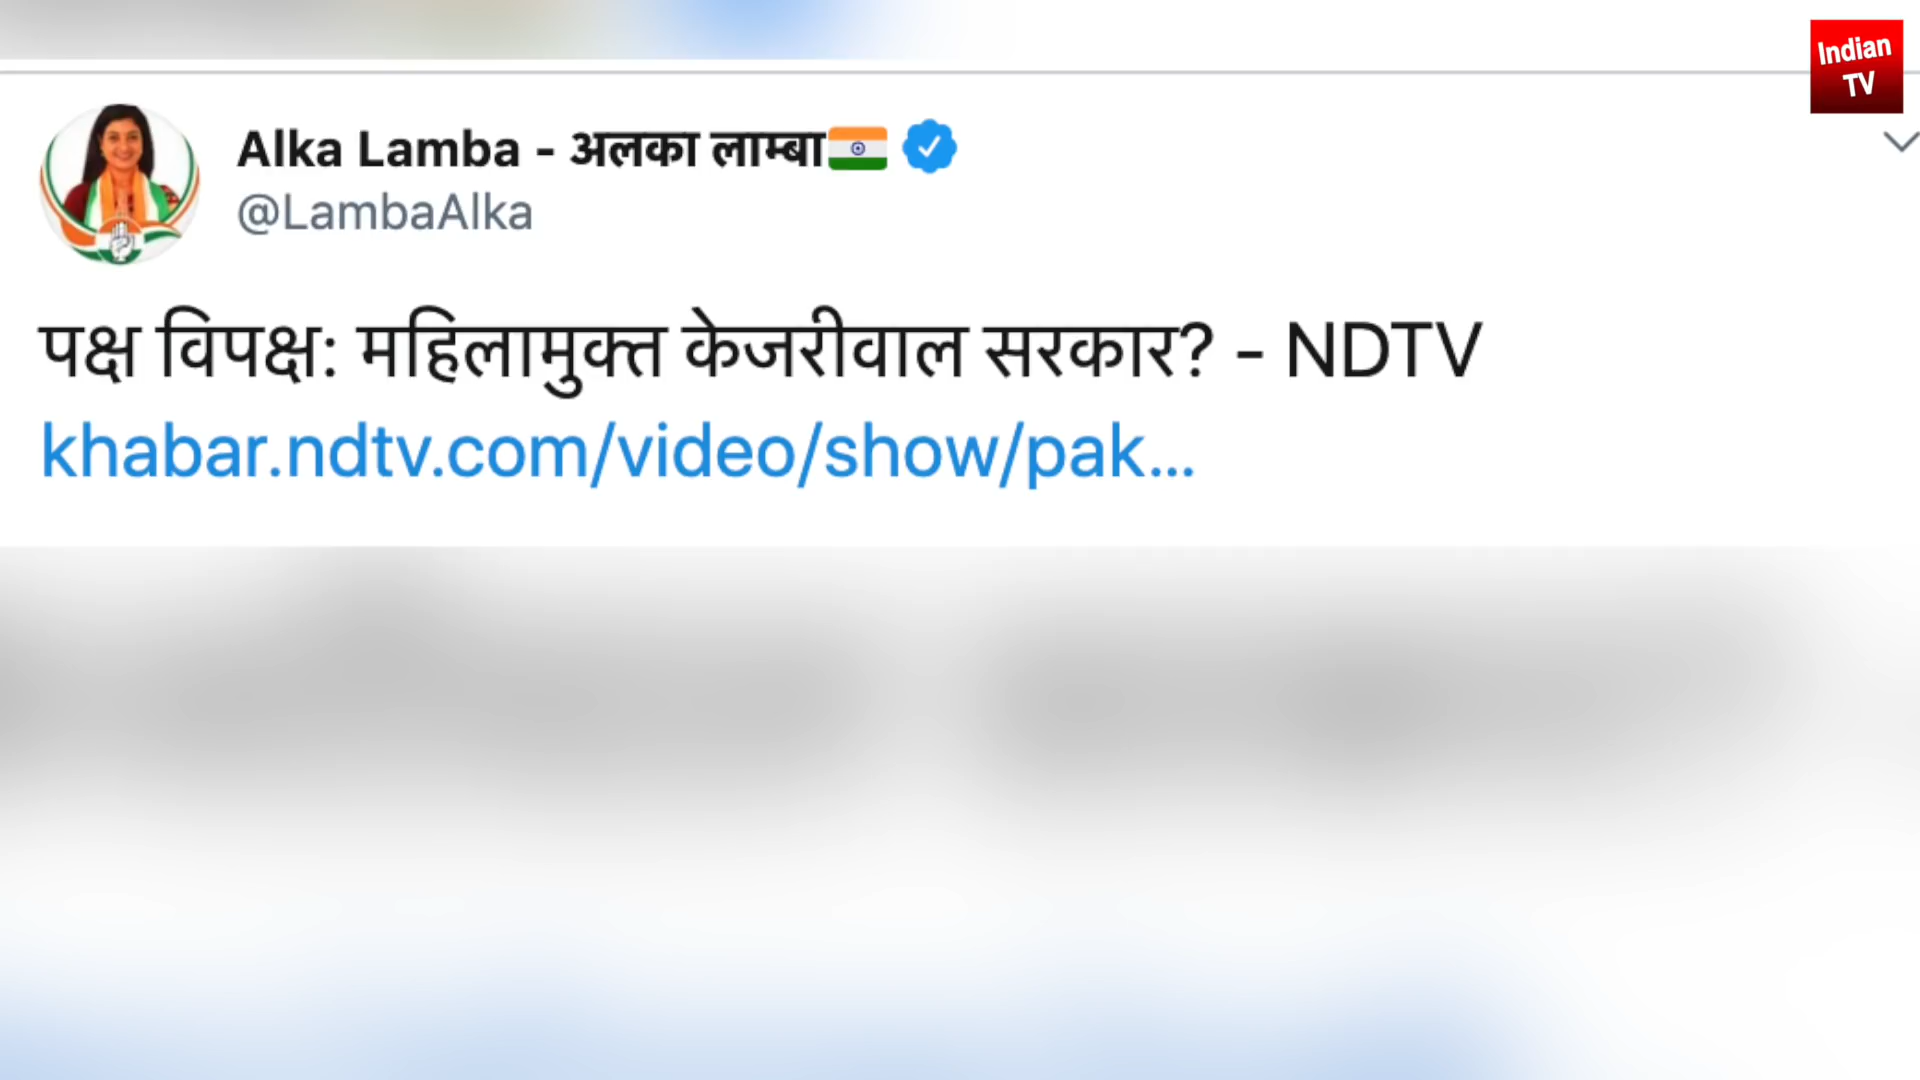 Indian
TV
Alka Lamba - अलका लाम्बा
@LambaAlka
पक्ष विपक्ष: महिलामुक्त केजरीवाल सरकार? - NDTV
khabar.ndtv.com/video/show/pak...